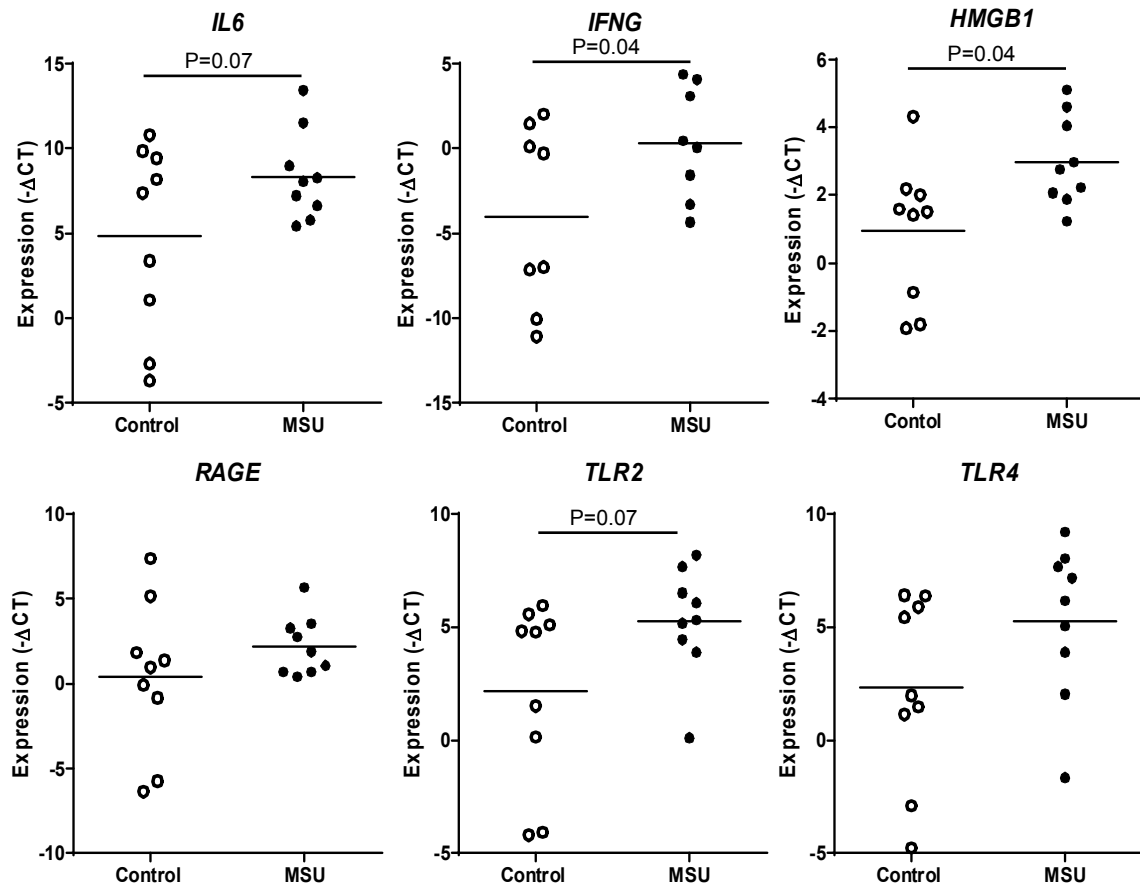 IL6
P=0.07
Expression (-ΔCT)
15
10
5
0
-5
Control
MSU
IFNG
P=0.04
Expression (-ΔCT)
5
0
-5
-10
-15
Control
MSU
HMGB1
P=0.04
Expression (-ΔCT)
6
4
2
0
-2
-4
Contol
MSU
RAGE
Expression (-ΔCT)
10
5
0
-5
-10
Control
MSU
TLR2
P=0.07
Expression (-ΔCT)
10
5
0
-5
Control
MSU
TLR4
Expression (-ΔCT)
10
5
0
-5
Control
MSU